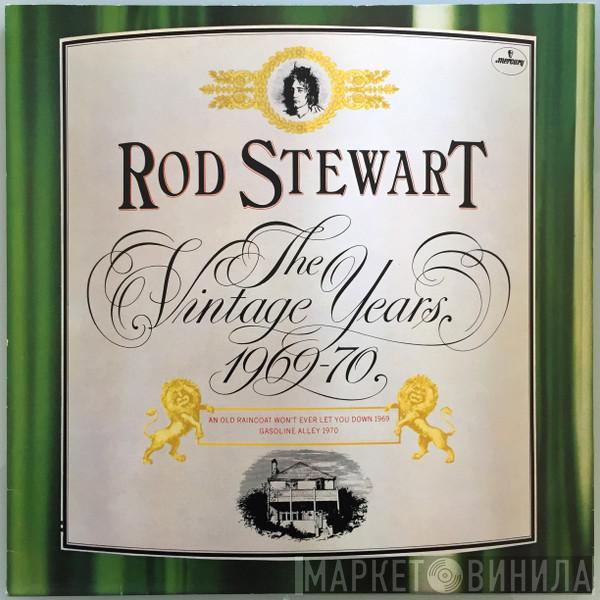 mercury
ROD STEWART
The
Vintage Years
1969-70
AN OLD RAINCOAT WON'T EVER LET YOU DOWN 1969
GASOLINE ALLEY 1970
МАРКЕТ ВИНИЛА